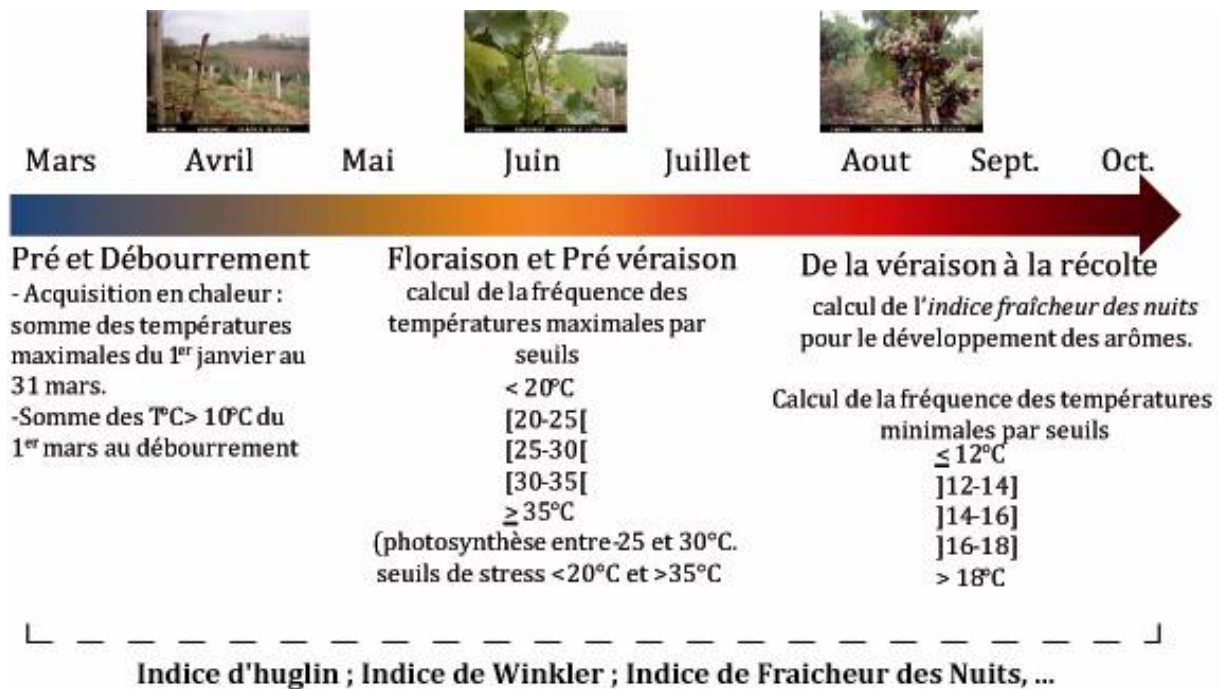 Mars Avril Mai Juin Juillet Aout Sept. Oct.
Pré et Débourrement
- Acquisition en chaleur :
somme des températures
maximales du 1er janvier au
31 mars.
-Somme des T°C> 10°C du
1er mars au débourrement
Floraison et Pré véraison
calcul de la fréquence des
températures maximales par
seuils
< 20°C
[20-25[
[25-30[
[30-35[
≥ 35°C
(photosynthèse entre-25 et 30°C.
seuils de stress <20°C et >35°C
De la véraison à la récolte
calcul de l'indice fraîcheur des nuits
pour le développement des arômes.
Calcul de la fréquence des températures
minimales par seuils
≤ 12°C
]12-14]
]14-16]
]16-18]
> 18°C
Indice d'huglin ; Indice de Winkler ; Indice de Fraicheur des Nuits, ...